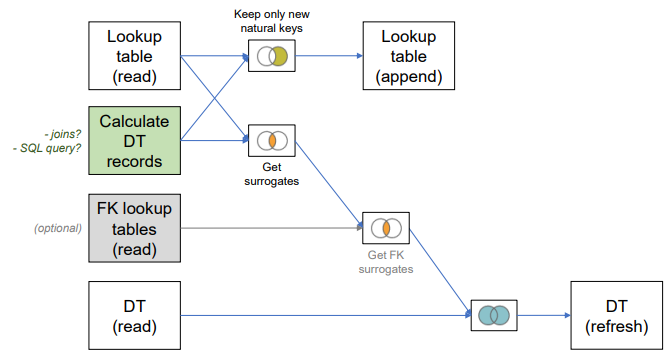 Keep only new
natural keys
Lookup
table
(read)
Lookup
table
(append)
- joins?
- SQL query?
Calculate
DT
records
Get
surrogates
(optional)
FK lookup
tables
(read)
Get FK
surrogates
DT
(read)
DT
(refresh)